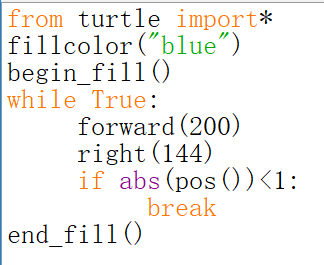 from turtle import*
fillcolor("blue")
begin_fill()
while True:
    forward(200)
    right(144)
    if abs(pos())<1:
        break
end_fill()